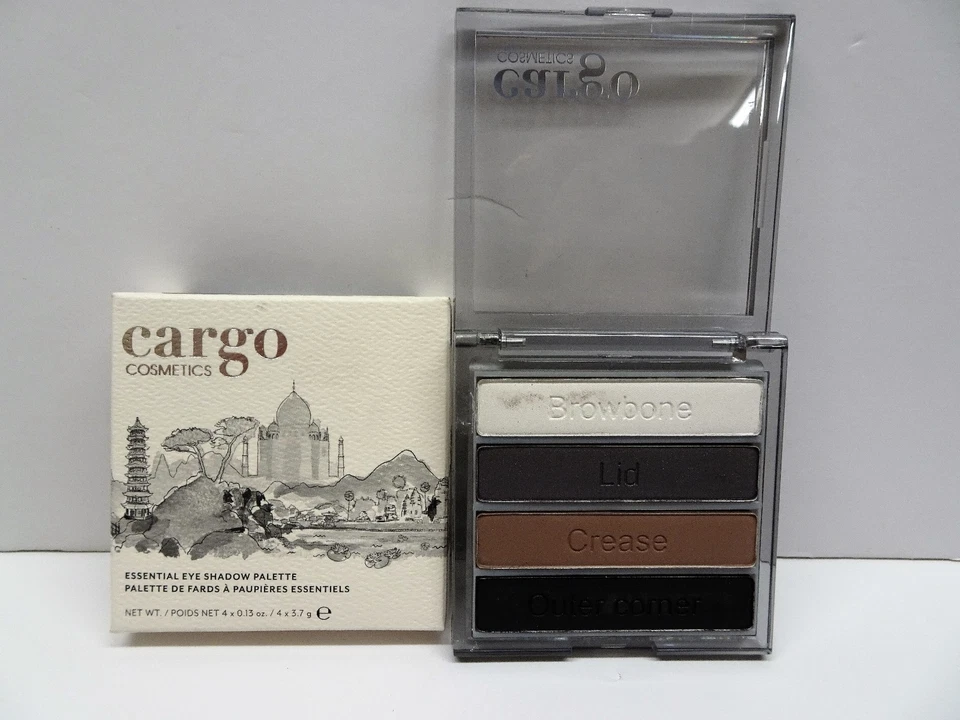 cargo
COSMETICS
ESSENTIAL EYE SHADOW PALETTE
PALETTE DE FARDS À PAUPIÈRES ESSENTIELS
NET WT. / POIDS NET 4 x 0.13 oz. / 4 x 3.7 g e
COSMETICS
cargo
Browbone
Lid
Crease
Outer corner